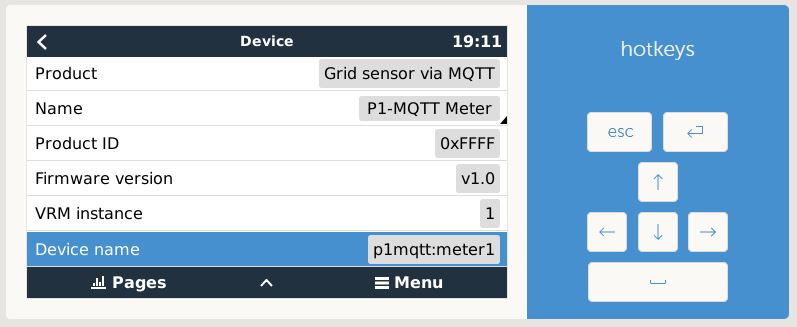 Device 19:11
Product Grid sensor via MQTT
Name P1-MQTT Meter
Product ID 0xFFFF
Firmware version v1.0
VRM instance 1
Device name p1mqtt:meter1
Pages Menu
hotkeys
esc